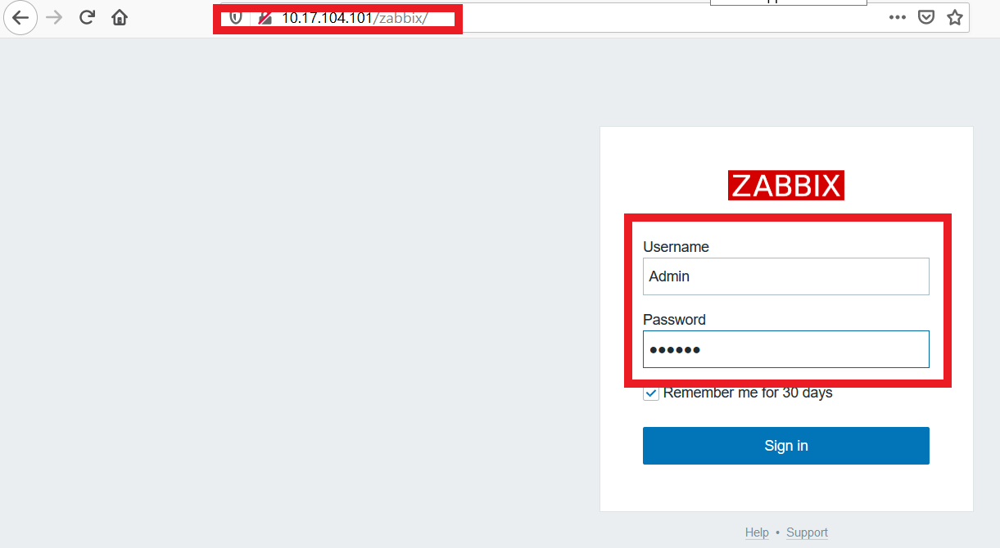 10.17.104.101/zabbix/
ZABBIX
Username
Admin
Password
••••••
Remember me for 30 days
Sign in
Help • Support